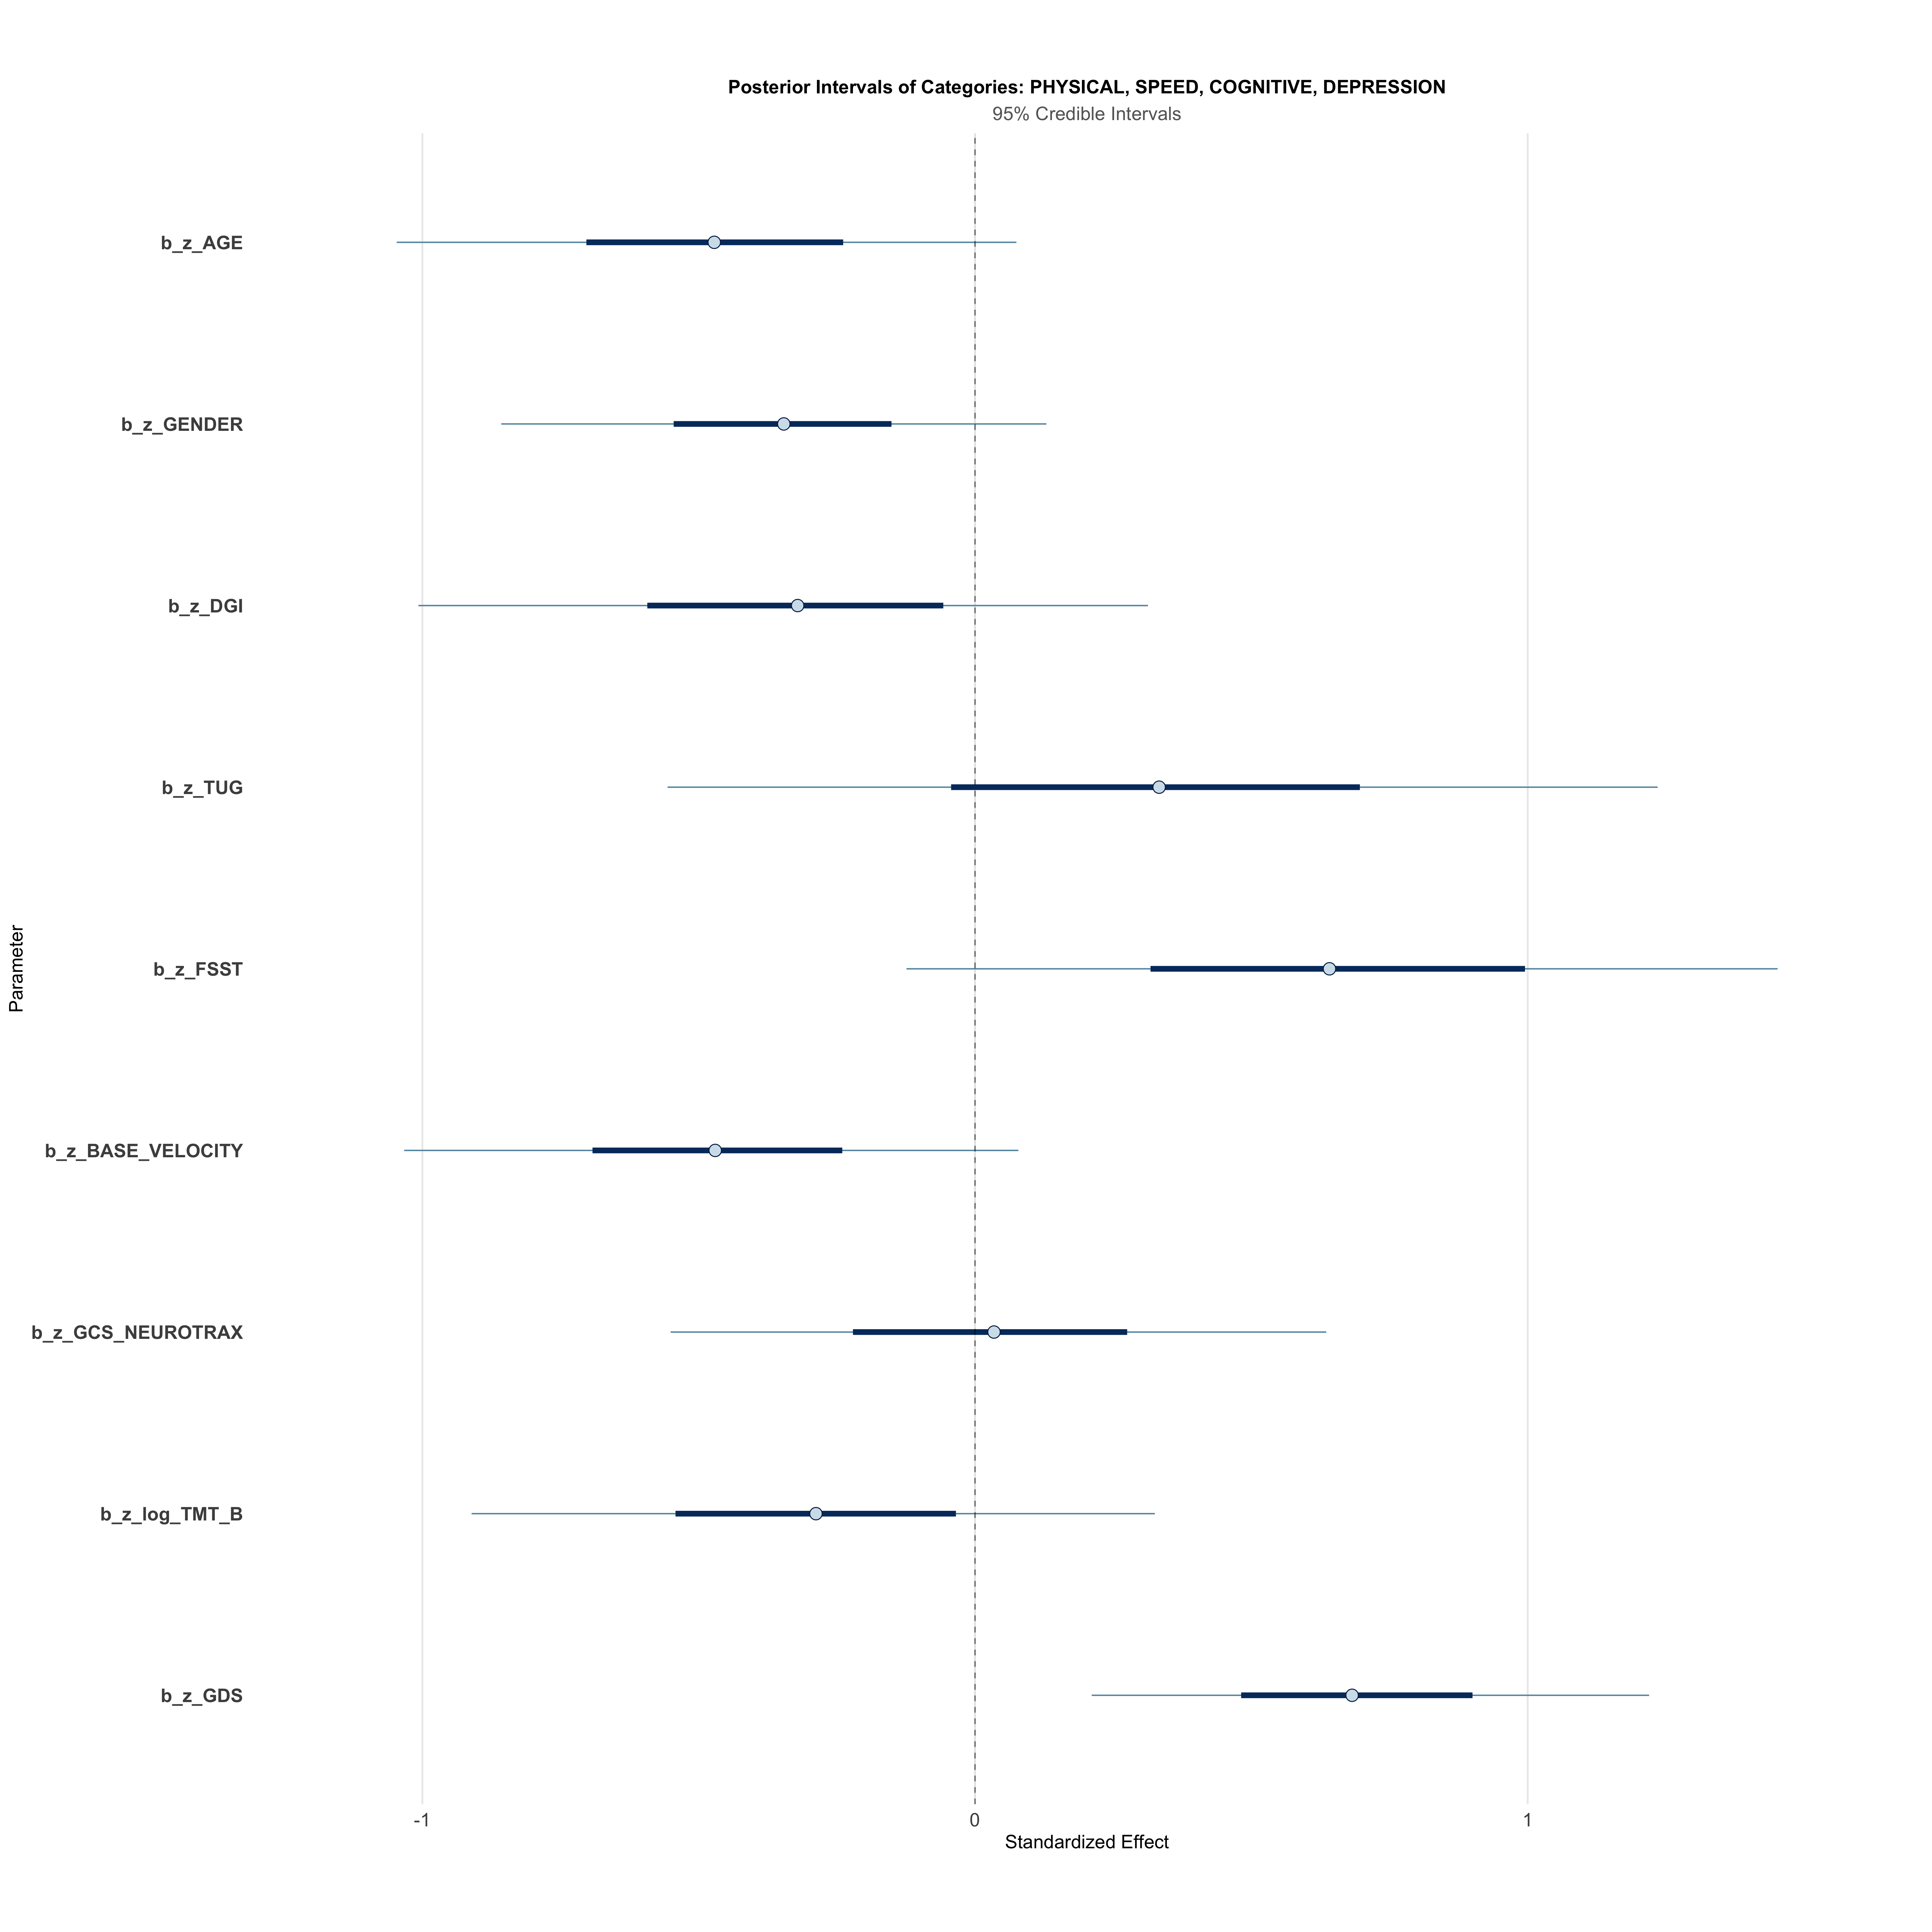 Posterior Intervals of Categories: PHYSICAL, SPEED, COGNITIVE, DEPRESSION
95% Credible Intervals
b_z_AGE
b_z_GENDER
b_z_DGI
b_z_TUG
b_z_FSST
b_z_BASE_VELOCITY
b_z_GCS_NEUROTRAX
b_z_log_TMT_B
b_z_GDS
Parameter
-1 0 1
Standardized Effect